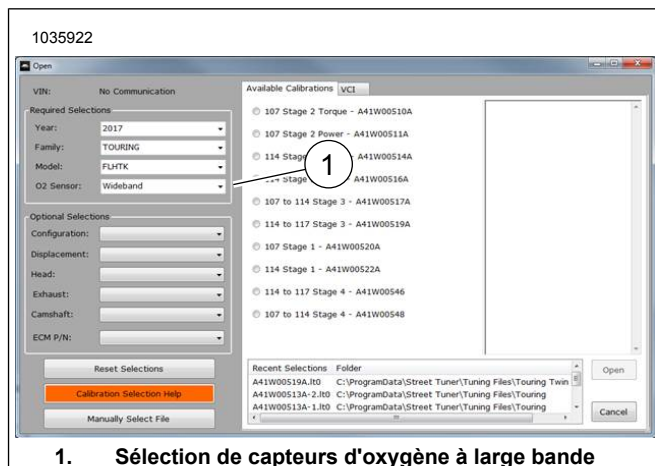 1035922
Open
VIN: No Communication
Required Selections
Year: 2017
Family: TOURING
Model: FLHTK
O2 Sensor: Wideband
Optional Selections
Configuration:
Displacement:
Head:
Exhaust:
Camshaft:
ECM P/N:
Reset Selections
Calibration Selection Help
Manually Select File
Available Calibrations VCI
107 Stage 2 Torque - A41W00510A
107 Stage 2 Power - A41W00511A
114 Stage A41W00514A
114 Stage A41W00516A
107 to 114 Stage 3 - A41W00517A
114 to 117 Stage 3 - A41W00519A
107 Stage 1 - A41W00520A
114 Stage 1 - A41W00522A
114 to 117 Stage 4 - A41W00546
107 to 114 Stage 4 - A41W00548
1
Recent Selections Folder
A41W00519A.lt0 C:\ProgramData\Street Tuner\Tuning Files\Touring Twin
A41W00513A-2.lt0 C:\ProgramData\Street Tuner\Tuning Files\Touring
A41W00513A-1.lt0 C:\ProgramData\Street Tuner\Tuning Files\Touring
Open
Cancel
1. Sélection de capteurs d'oxygène à large bande